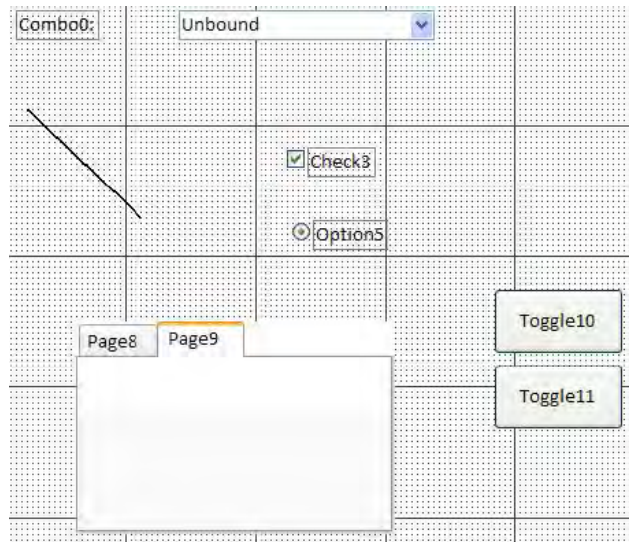 Combo0:
Unbound
Check3
Option5
Toggle10
Page8
Page9
Toggle11